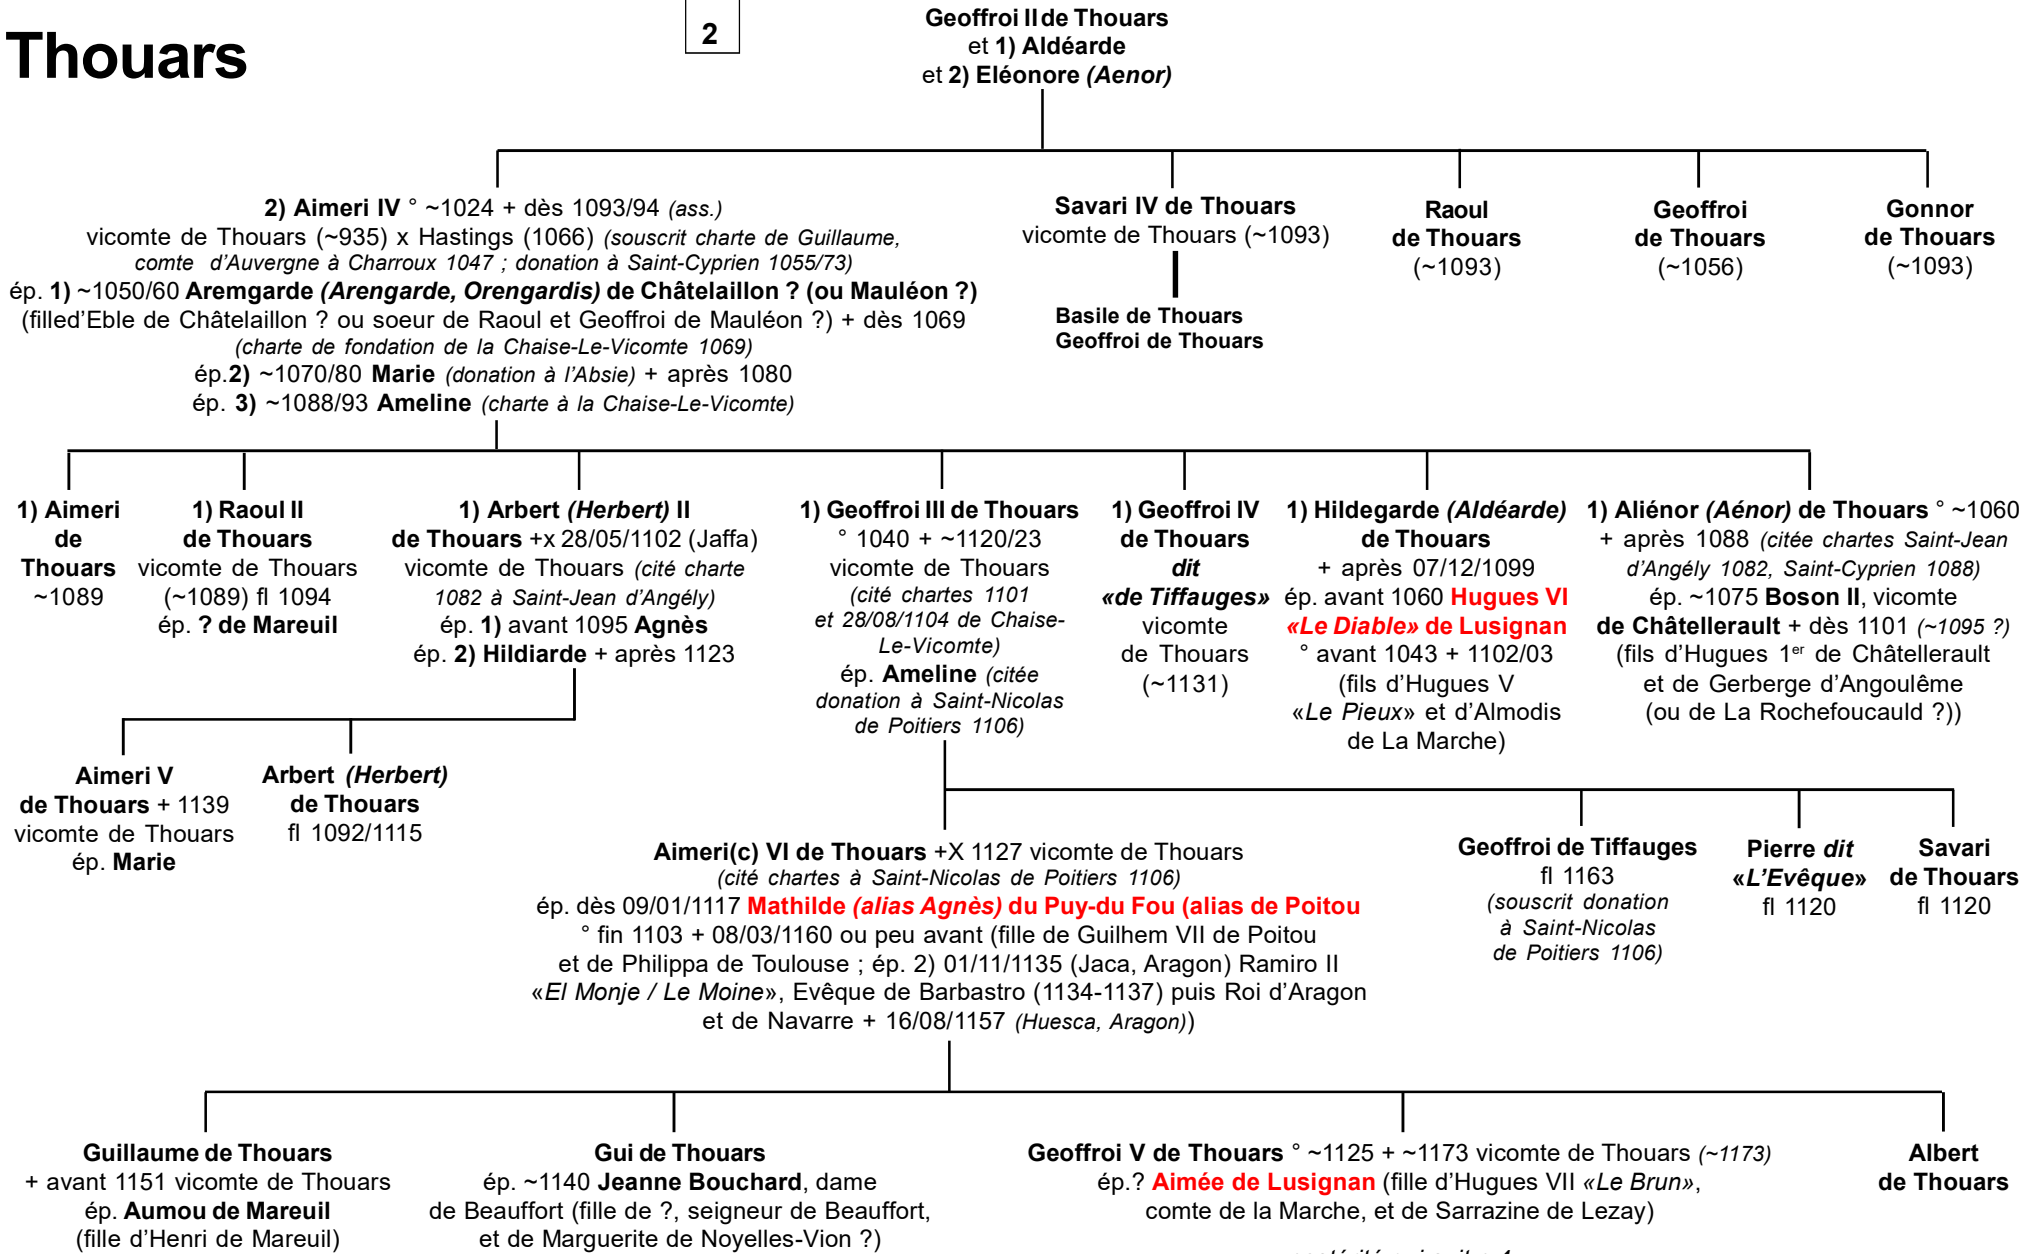 Thouars
2
Geoffroi II de Thouars
et 1) Aldéarde
et 2) Eléonore (Aenor)
2) Aimeri IV ° ~1024 + dès 1093/94 (ass.)
vicomte de Thouars (~935) x Hastings (1066) (souscrit charte de Guillaume,
comte d'Auvergne à Charroux 1047 ; donation à Saint-Cyprien 1055/73)
ép. 1) ~1050/60 Aremgarde (Arengarde, Orengardis) de Châtelaillon ? (ou Mauléon ?)
(filled'Eble de Châtelaillon ? ou soeur de Raoul et Geoffroi de Mauléon ?) + dès 1069
(charte de fondation de la Chaise-Le-Vicomte 1069)
ép.2) ~1070/80 Marie (donation à l'Absie) + après 1080
ép. 3) ~1088/93 Ameline (charte à la Chaise-Le-Vicomte)
Savari IV de Thouars
vicomte de Thouars (~1093)
Basile de Thouars
Geoffroi de Thouars
Raoul
de Thouars
(~1093)
Geoffroi
de Thouars
(~1056)
Gonnor
de Thouars
(~1093)
1) Aimeri
de
Thouars
~1089
1) Raoul II
de Thouars
vicomte de Thouars
(~1089) fl 1094
ép. ? de Mareuil
1) Arbert (Herbert) II
de Thouars +x 28/05/1102 (Jaffa)
vicomte de Thouars (cité charte
1082 à Saint-Jean d'Angély)
ép. 1) avant 1095 Agnès
ép. 2) Hildiarde + après 1123
1) Geoffroi III de Thouars
° 1040 + ~1120/23
vicomte de Thouars
(cité chartes 1101
et 28/08/1104 de Chaise-
Le-Vicomte)
ép. Ameline (citée
donation à Saint-Nicolas
de Poitiers 1106)
1) Geoffroi IV
de Thouars
dit
«de Tiffauges»
vicomte
de Thouars
(~1131)
1) Hildegarde (Aldéarde)
de Thouars
+ après 07/12/1099
ép. avant 1060 Hugues VI
«Le Diable» de Lusignan
° avant 1043 + 1102/03
(fils d'Hugues V
«Le Pieux» et d'Almodis
de La Marche)
1) Aliénor (Aénor) de Thouars ° ~1060
+ après 1088 (citée chartes Saint-Jean
d'Angély 1082, Saint-Cyprien 1088)
ép. ~1075 Boson II, vicomte
de Châtellerault + dès 1101 (~1095 ?)
(fils d'Hugues 1er de Châtellerault
et de Gerberge d'Angoulême
(ou de La Rochefoucauld ?))
Aimeri V
de Thouars + 1139
vicomte de Thouars
ép. Marie
Arbert (Herbert)
de Thouars
fl 1092/1115
Aimeri(c) VI de Thouars +X 1127 vicomte de Thouars
(cité chartes à Saint-Nicolas de Poitiers 1106)
ép. dès 09/01/1117 Mathilde (alias Agnès) du Puy-du Fou (alias de Poitou
° fin 1103 + 08/03/1160 ou peu avant (fille de Guilhem VII de Poitou
et de Philippa de Toulouse ; ép. 2) 01/11/1135 (Jaca, Aragon) Ramiro II
«El Monje / Le Moine», Evêque de Barbastro (1134-1137) puis Roi d'Aragon
et de Navarre + 16/08/1157 (Huesca, Aragon))
Geoffroi de Tiffauges
fl 1163
(souscrit donation
à Saint-Nicolas
de Poitiers 1106)
Pierre dit
«L'Evêque»
fl 1120
Savari
de Thouars
fl 1120
Guillaume de Thouars
+ avant 1151 vicomte de Thouars
ép. Aumou de Mareuil
(fille d'Henri de Mareuil)
Gui de Thouars
ép. ~1140 Jeanne Bouchard, dame
de Beauffort (fille de ?, seigneur de Beauffort,
et de Marguerite de Noyelles-Vion ?)
Geoffroi V de Thouars ° ~1125 + ~1173 vicomte de Thouars (~1173)
ép.? Aimée de Lusignan (fille d'Hugues VII «Le Brun»,
comte de la Marche, et de Sarrazine de Lezay)
Albert
de Thouars